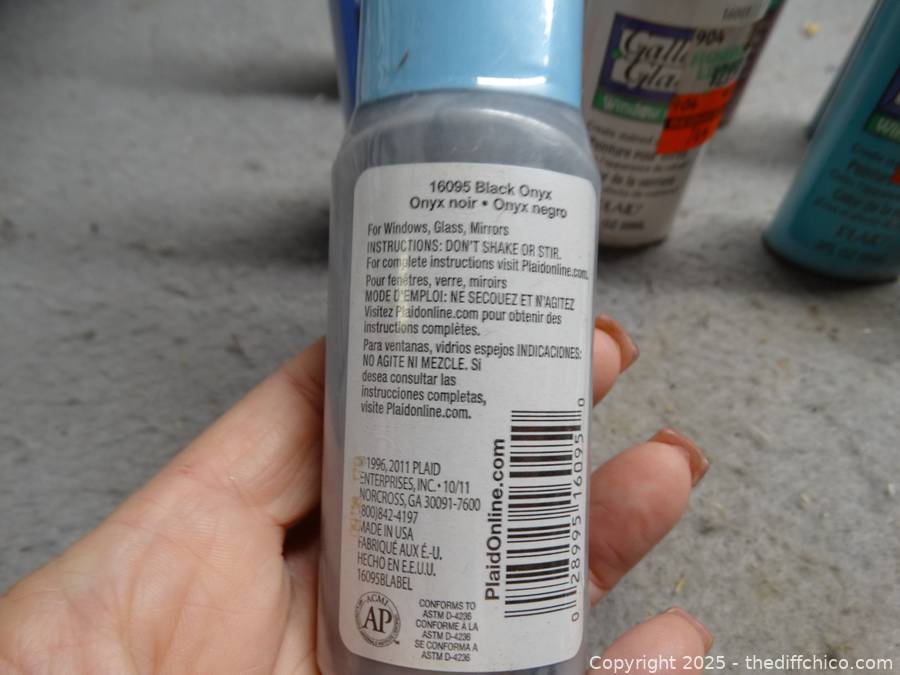 16095 Black Onyx
Onyx noir • Onyx negro
For Windows, Glass, Mirrors
INSTRUCTIONS: DON'T SHAKE OR STIR.
For complete instructions visit Plaidonline.com.
Pour fenêtres, verre, miroirs
MODE D'EMPLOI: NE SECOUEZ ET N'AGITEZ
Visitez Plaidonline.com pour obtenir des
instructions complètes.
Para ventanas, vidrios espejos INDICACIONES:
NO AGITE NI MEZCLE. Si
desea consultar las
instrucciones completas,
visite Plaidonline.com.
©1996, 2011 PLAID
ENTERPRISES, INC. • 10/11
NORCROSS, GA 30091-7600
(800)842-4197
MADE IN USA
FABRIQUÉ AUX É.-U.
HECHO EN E.E.U.U.
16095BLABEL
PlaidOnline.com
0 28995 16095 0
ACMI
AP
CONFORMS TO
ASTM D-4236
CONFORME À LA
ASTM D-4236
SE CONFORMA A
ASTM D-4236
904
Window
PLAID
Copyright 2025 - thediffchico.com